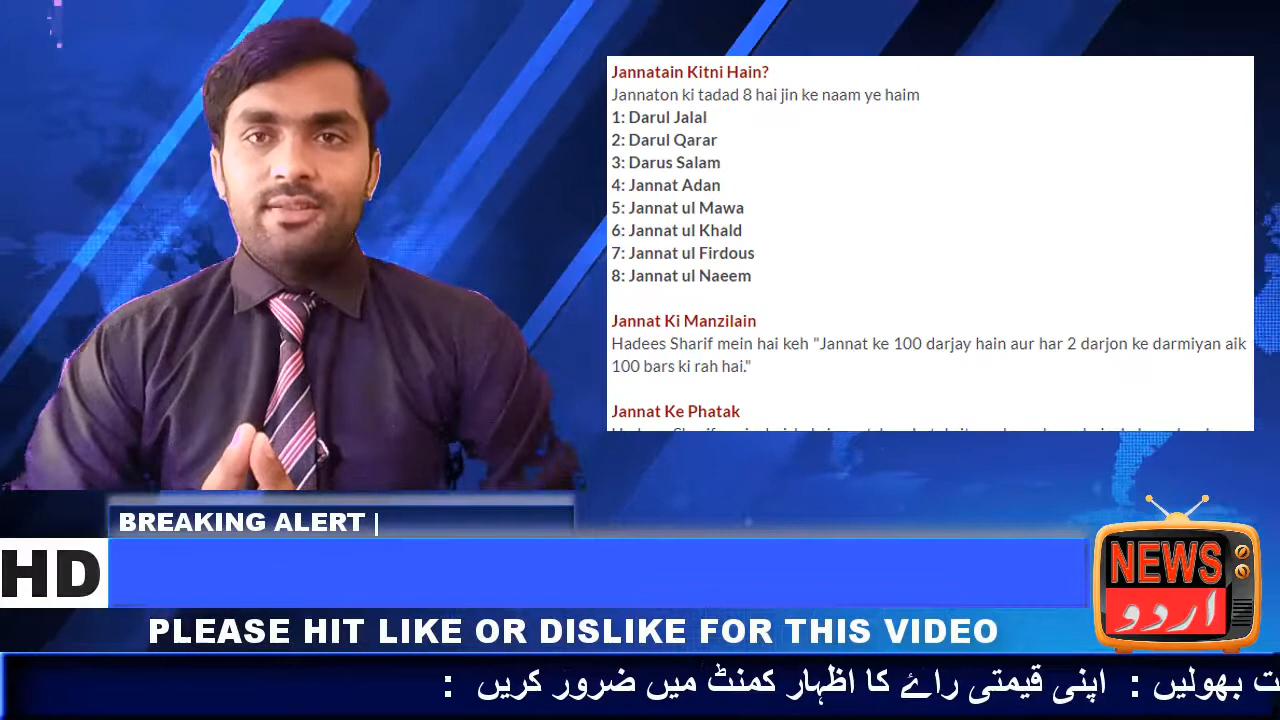 Jannatain Kitni Hain?
Jannaton ki tadad 8 hai jin ke naam ye haim
1: Darul Jalal
2: Darul Qarar
3: Darus Salam
4: Jannat Adan
5: Jannat ul Mawa
6: Jannat ul Khald
7: Jannat ul Firdous
8: Jannat ul Naeem
Jannat Ki Manzilain
Hadees Sharif mein hai keh "Jannat ke 100 darjay hain aur har 2 darjon ke darmiyan aik
100 bars ki rah hai."
Jannat Ke Phatak
BREAKING ALERT |
HD
NEWS
اردو
PLEASE HIT LIKE OR DISLIKE FOR THIS VIDEO
ت بھولیں : اپنی قیمتی راۓ کا اظہار کمنٹ میں ضرور کریں :